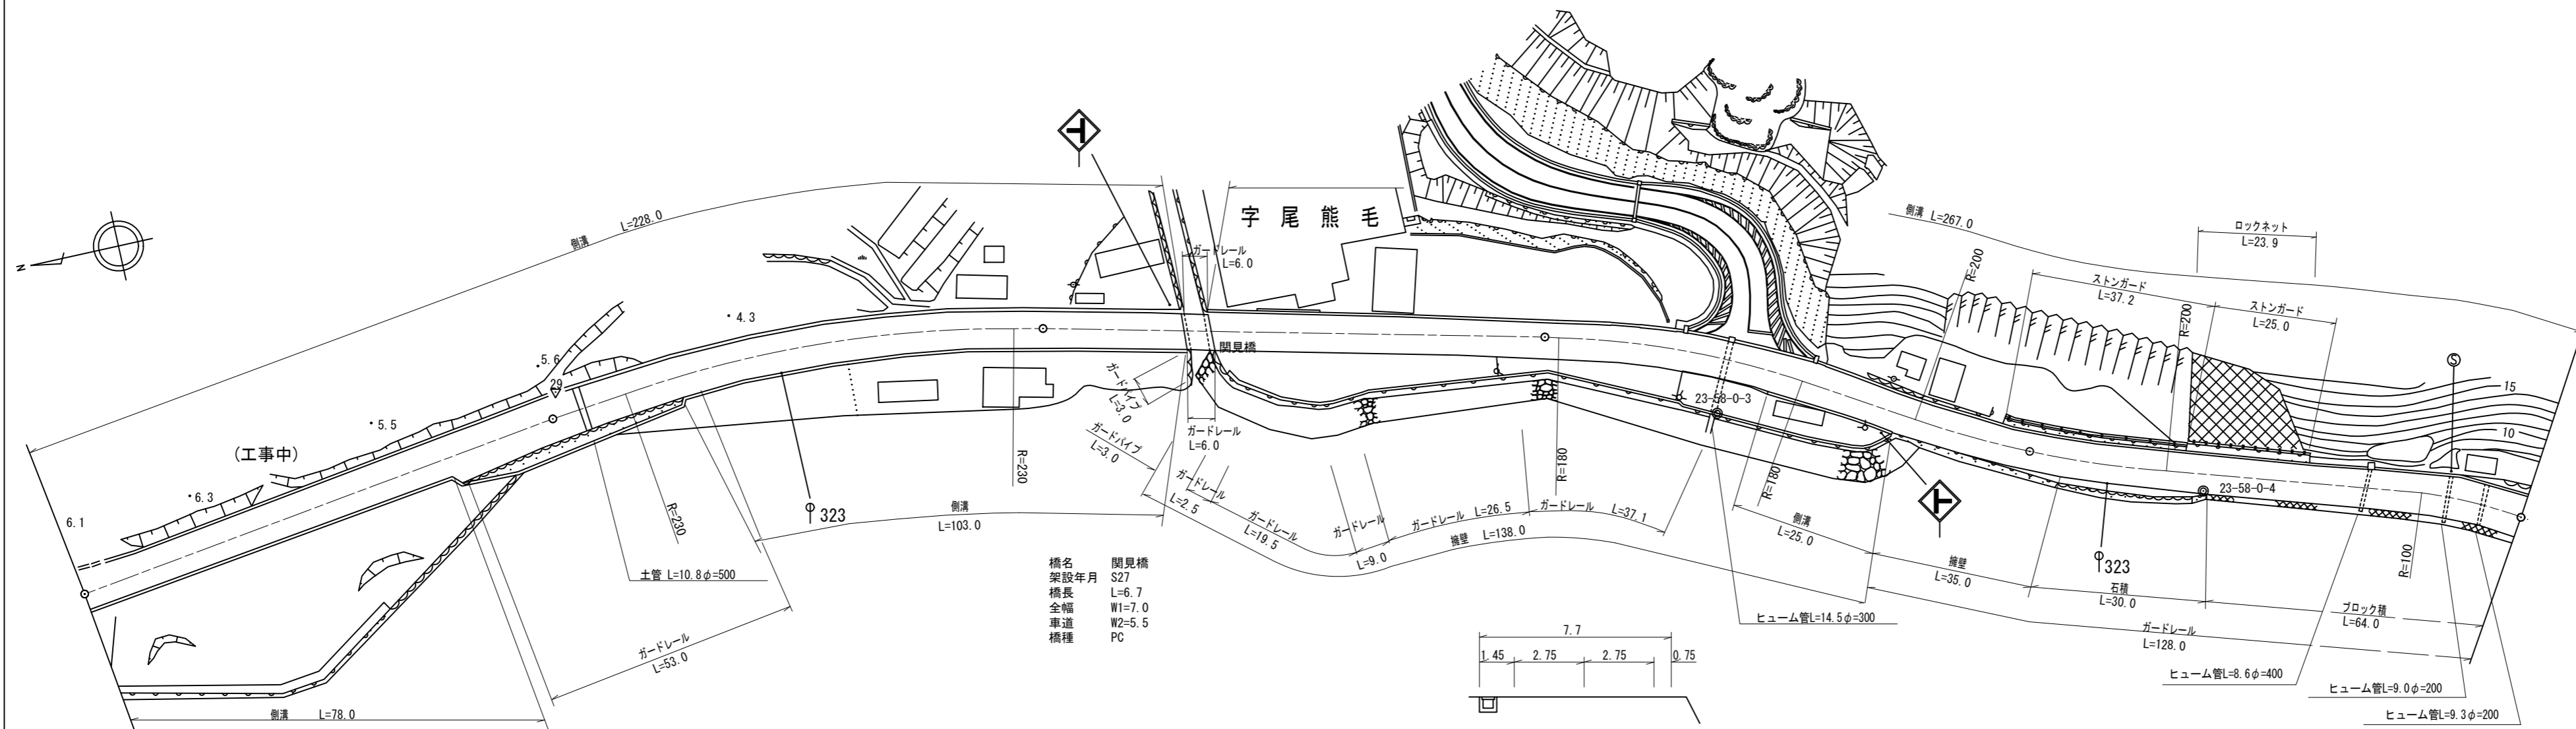 側溝 L=228.0
N
(工事中)
6.1
6.3
5.5
5.6
29
4.3
字尾熊毛
ガードレール
L=6.0
関見橋
ガードパイプ
L=3.0
ガードパイプ
L=3.0
ガードレール
L=6.0
ガードレール
L=2.5
ガードレール
L=19.5
ガードレール
L=9.0
ガードレール L=26.5
ガードレール L=37.1
擁壁 L=138.0
R=230
R=230
R=180
R=180
R=200
R=200
R=100
323
側溝
L=103.0
土管 L=10.8φ=500
ガードレール
L=53.0
側溝 L=78.0
橋名 関見橋
架設年月 S27
橋長 L=6.7
全幅 W1=7.0
車道 W2=5.5
橋種 PC
側溝 L=267.0
ロックネット
L=23.9
ストンガード
L=37.2
ストンガード
L=25.0
S
15
10
23-58-0-3
23-58-0-4
側溝
L=25.0
擁壁
L=35.0
323
石積
L=30.0
ブロック積
L=64.0
ガードレール
L=128.0
ヒューム管L=14.5φ=300
ヒューム管L=8.6φ=400
ヒューム管L=9.0φ=200
ヒューム管L=9.3φ=200
7.7
1.45 2.75 2.75 0.75